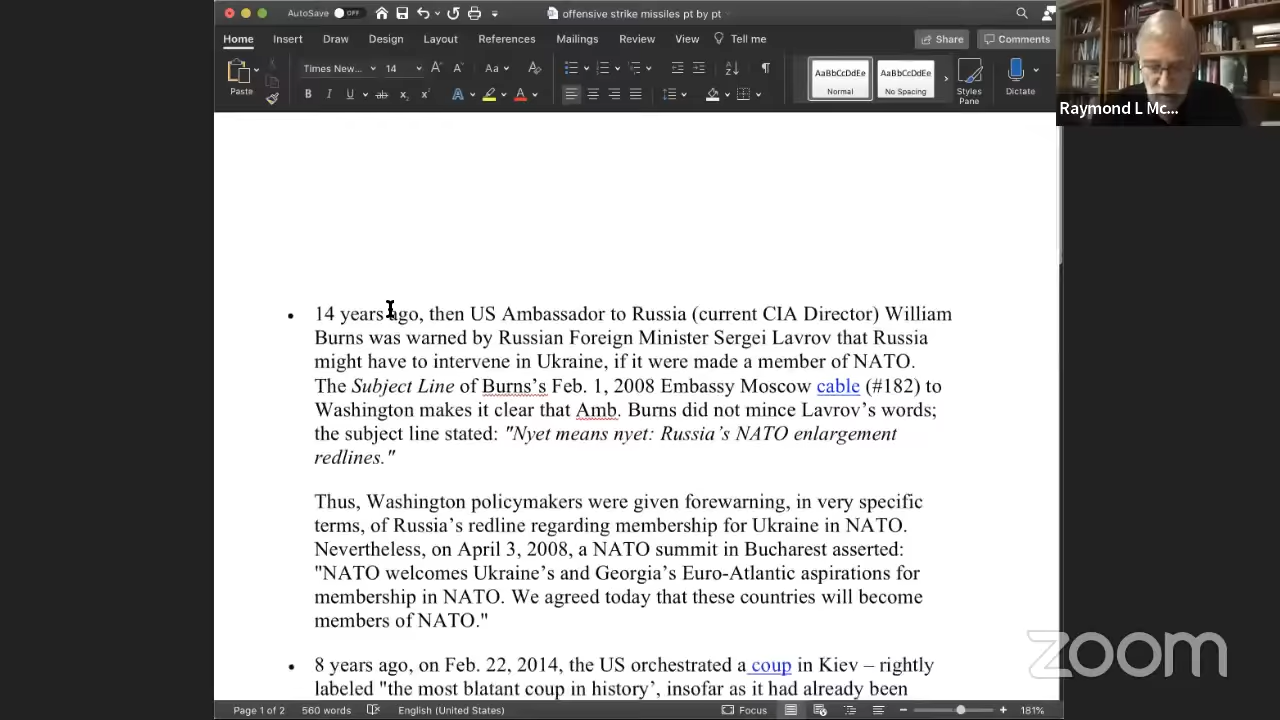 AutoSave OFF offensive strike missiles pt by pt
Home Insert Draw Design Layout References Mailings Review View Tell me Share Comments
Paste Times New... 14 Aa AaBbCcDdEe Normal AaBbCcDdEe No Spacing Styles Pane Dictate
Raymond L Mc...
• 14 years ago, then US Ambassador to Russia (current CIA Director) William
Burns was warned by Russian Foreign Minister Sergei Lavrov that Russia
might have to intervene in Ukraine, if it were made a member of NATO.
The Subject Line of Burns's Feb. 1, 2008 Embassy Moscow cable (#182) to
Washington makes it clear that Amb. Burns did not mince Lavrov's words;
the subject line stated: "Nyet means nyet: Russia's NATO enlargement
redlines."
Thus, Washington policymakers were given forewarning, in very specific
terms, of Russia's redline regarding membership for Ukraine in NATO.
Nevertheless, on April 3, 2008, a NATO summit in Bucharest asserted:
"NATO welcomes Ukraine's and Georgia's Euro-Atlantic aspirations for
membership in NATO. We agreed today that these countries will become
members of NATO."
• 8 years ago, on Feb. 22, 2014, the US orchestrated a coup in Kiev – rightly
labeled "the most blatant coup in history', insofar as it had already been
zoom
Page 1 of 2 560 words English (United States) Focus 181%